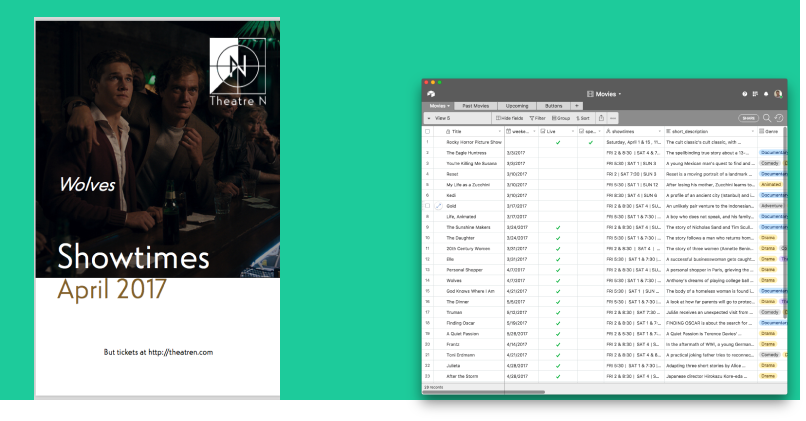 Theatre N
Wolves
Showtimes
April 2017
But tickets at http://theatren.com
Movies
Movies Past Movies Upcoming Buttons +
View 5 Hide fields Filter Group Sort SHARE
Title weeke... Live spe... showtimes short_description Genre
1 Rocky Horror Picture Show Saturday, April 1 & 15 , 11... The cult classic's cult classic, with ...
2 The Eagle Huntress 3/3/2017 FRI 2 & 8:30 | SAT 4 & 7... The spellbinding true story about a 13-... Documentary
3 You're Killing Me Susana 3/3/2017 FRI 5:30 | SAT 1 | SUN 3 A young Mexican man's quest to find and ... Comedy
4 3/10/2017 FRI 2 | SAT 7:30 | SUN 3 is a moving portrait of a landmark ... Documentar
5 My Life as a Zucchini 3/10/2017 FRI 5:30 | SAT 1 | SUN 12 After losing his mother, Zucchini learns to... Animated
6 Kedi 3/10/2017 FRI 8:30 | SAT 4 | SUN 6 A profile of an ancient city (Istanbul) and i... Documentar
Gold 3/17/2017 FRI 2 & 8:30 | SAT 4 | SU... An unlikely pair venture to the Indonesian... Adventure
8 Life, Animated 3/17/2017 FRI 5:30 | SAT 1 & 7:30 |... A boy who does not speak, and his family... Documentar
9 The Sunshine Makers 3/24/2017 FRI 2 & 8:30 | SAT 4 | SU... The story of Nicholas Sand and Tim Scull... Documentar
10 The Daughter 3/24/2017 FRI 5:30 | SAT 1 & 7:30 |... The story follows a man who returns hom... Drama
11 20th Century Women 3/31/2017 FRI 2 & 8:30 | SAT 4 | ... The story of three women (Annette Benin... Drama
12 Elle 3/31/2017 FRI 5:30 | SAT 1 & 7:30 |... A successful businesswoman gets caught... Drama
13 Personal Shopper 4/7/2017 FRI 2 & 8:30 | SAT 4 | SU... A personal shopper in Paris, grieving the ... Drama
14 Wolves 4/7/2017 FRI 5:30 | SAT 1 & 7:30 |... Anthony's dreams of playing college ball ... Drama
15 God Knows Where I Am 4/21/2017 FRI 5:30 | SAT 1 | SUN ... The body of a homeless woman is found i... Documentar
16 The Dinner 5/5/2017 FRI 5:30 | SAT 1 & 7:30 |... A look at how far parents will go to protec... Drama
17 Truman 5/12/2017 FRI 2 & 8:30 | SAT 7:30 ... Julián receives an unexpected visit from ... Comedy
18 Finding Oscar 5/19/2017 FRI 2 & 8:30 | SAT 1 & 7... FINDING OSCAR is about the search for ... Documentar
19 A Quiet Passion 5/26/2017 FRI 2 & 8:30 | SAT 1 & 7... A Quiet Passion is Terence Davies' ... Drama
20 Frantz 4/14/2017 FRI 2 & 8:30 | SAT 4 | S... In the aftermath of WWI, a young German... Drama
21 Toni Erdmann 4/21/2017 FRI 2 & 8:30 | SAT 4 & 8... A practical joking father tries to reconnec... Comedy
22 Julieta 4/28/2017 FRI 5:30 | SAT 1 & 7:30 |... Adapting three short stories by Alice ... Drama
23 After the Storm 4/28/2017 FRI 2 & 8:30 | SAT 4 | S... Japanese director Hirokazu Kore-eda ... Drama